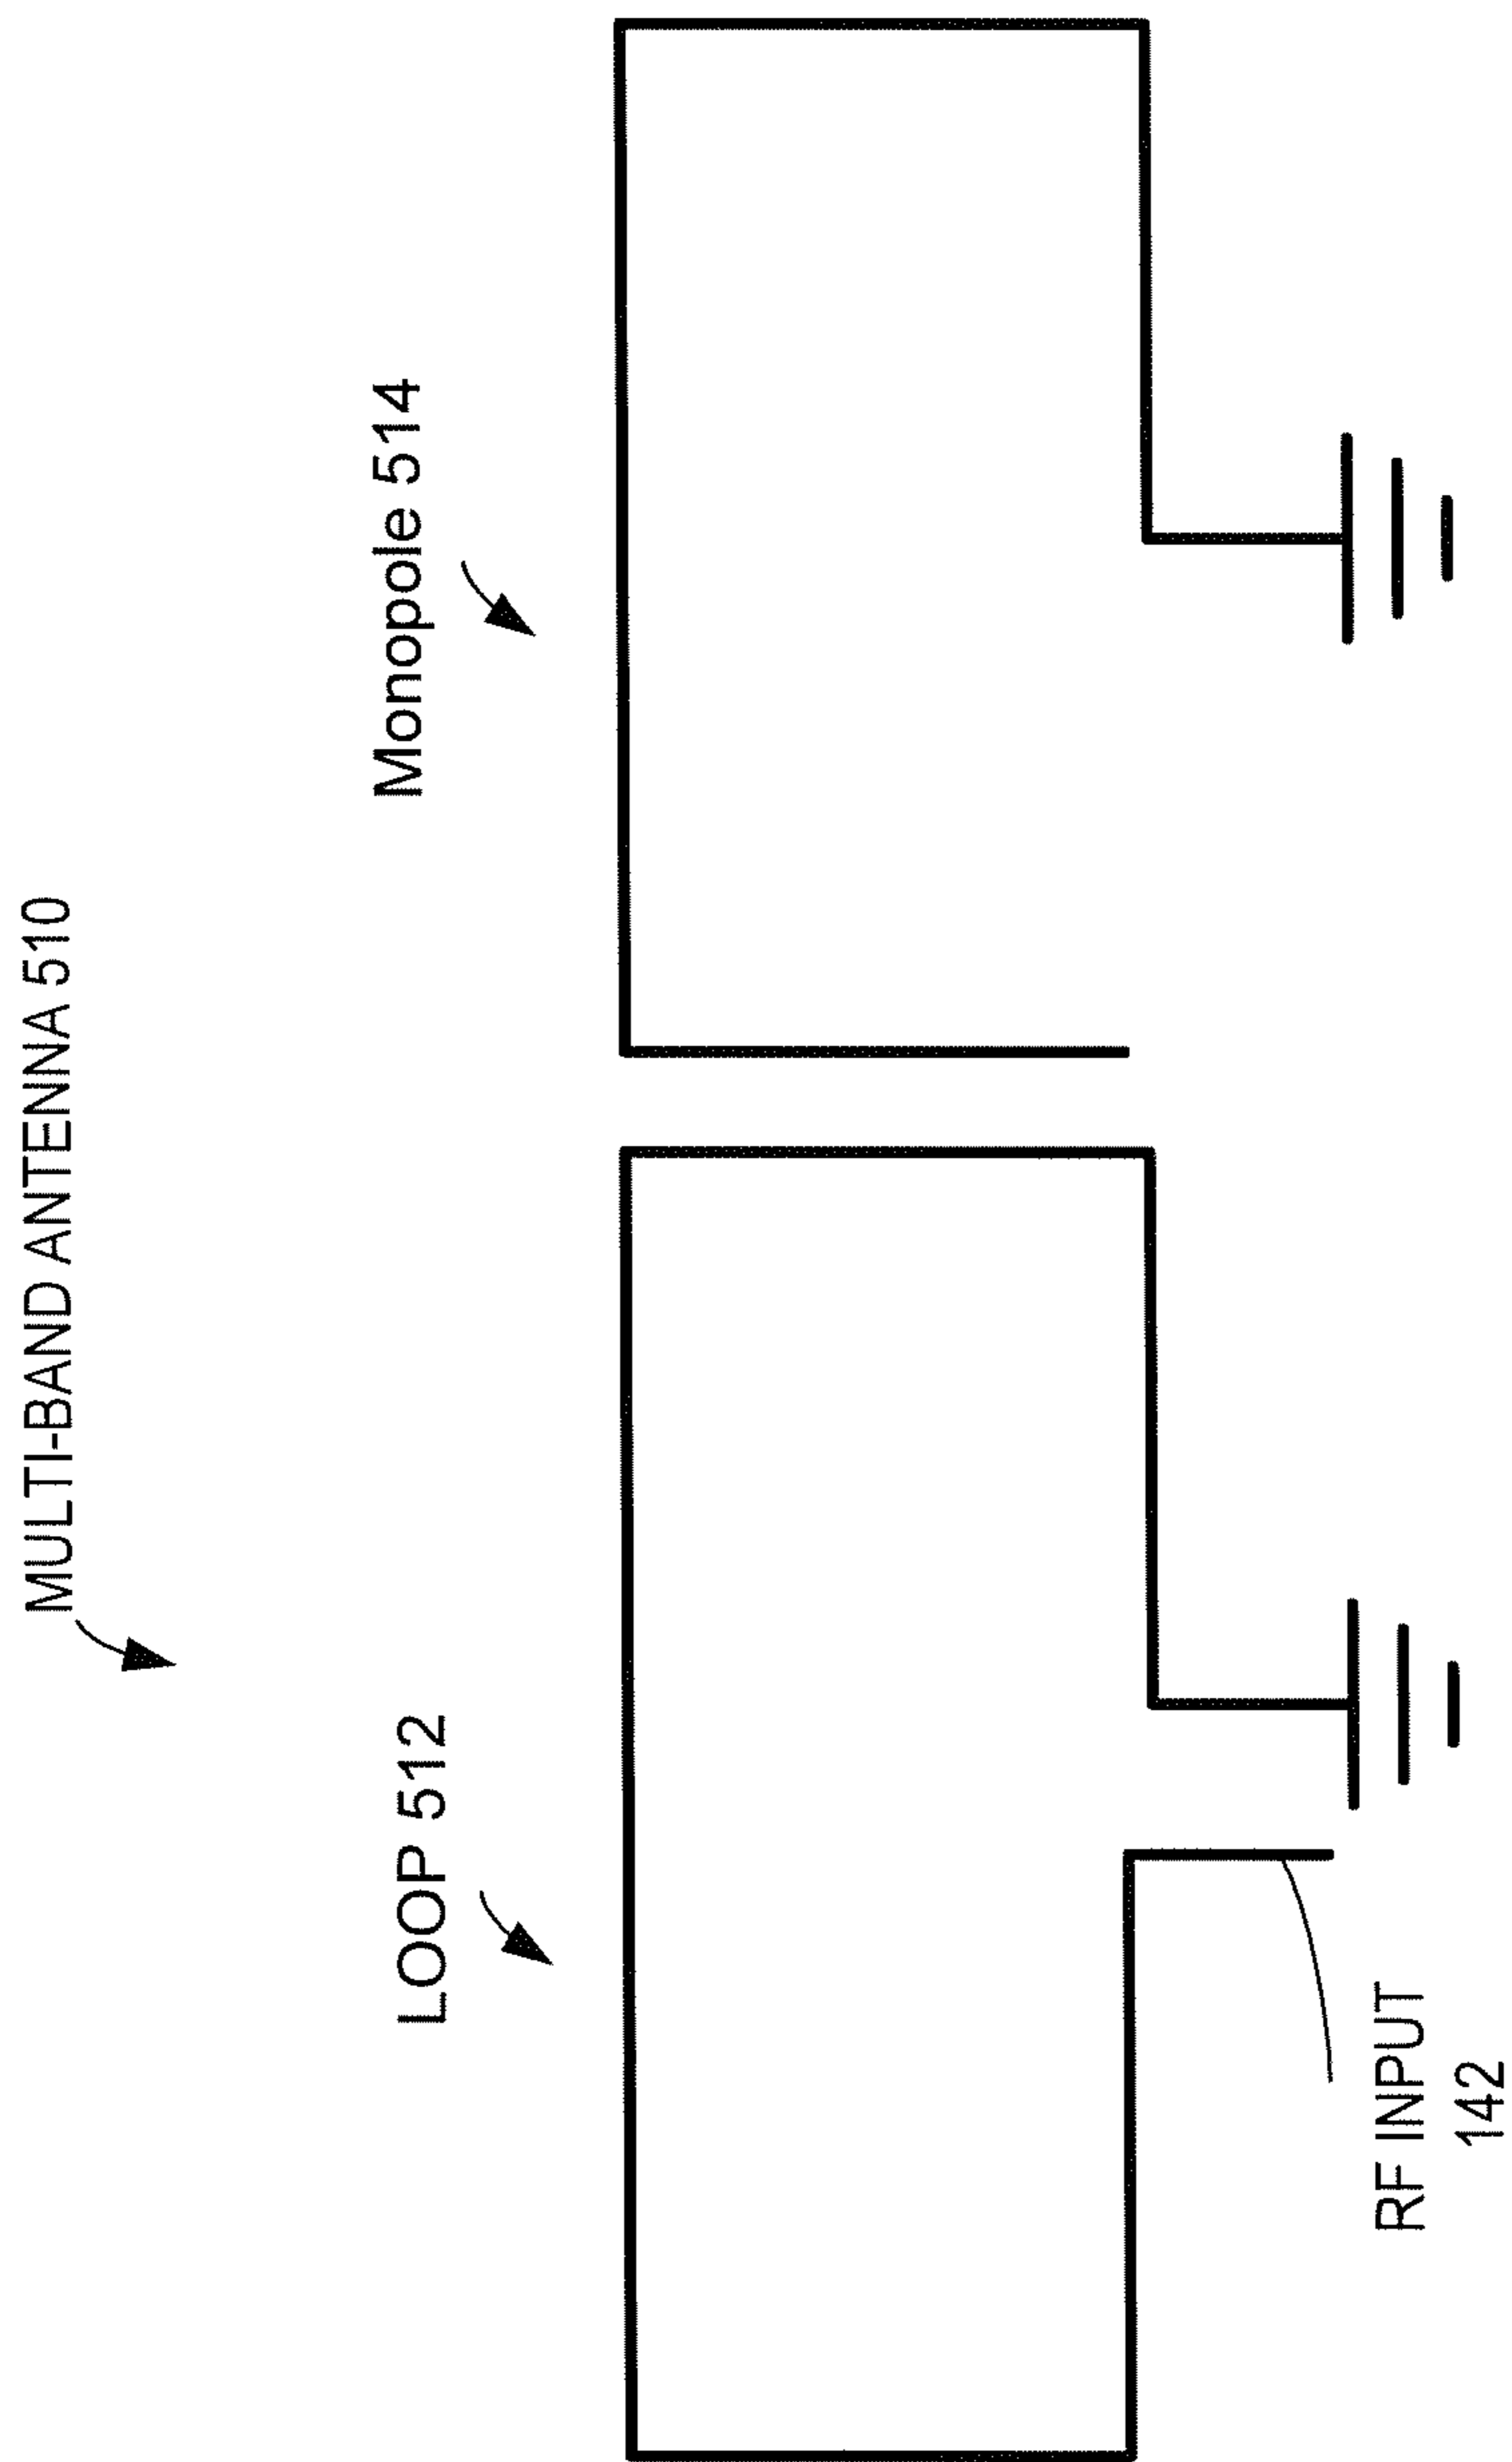 MULTI-BAND ANTENNA 510
LOOP 512
Monopole 514
RF INPUT
142